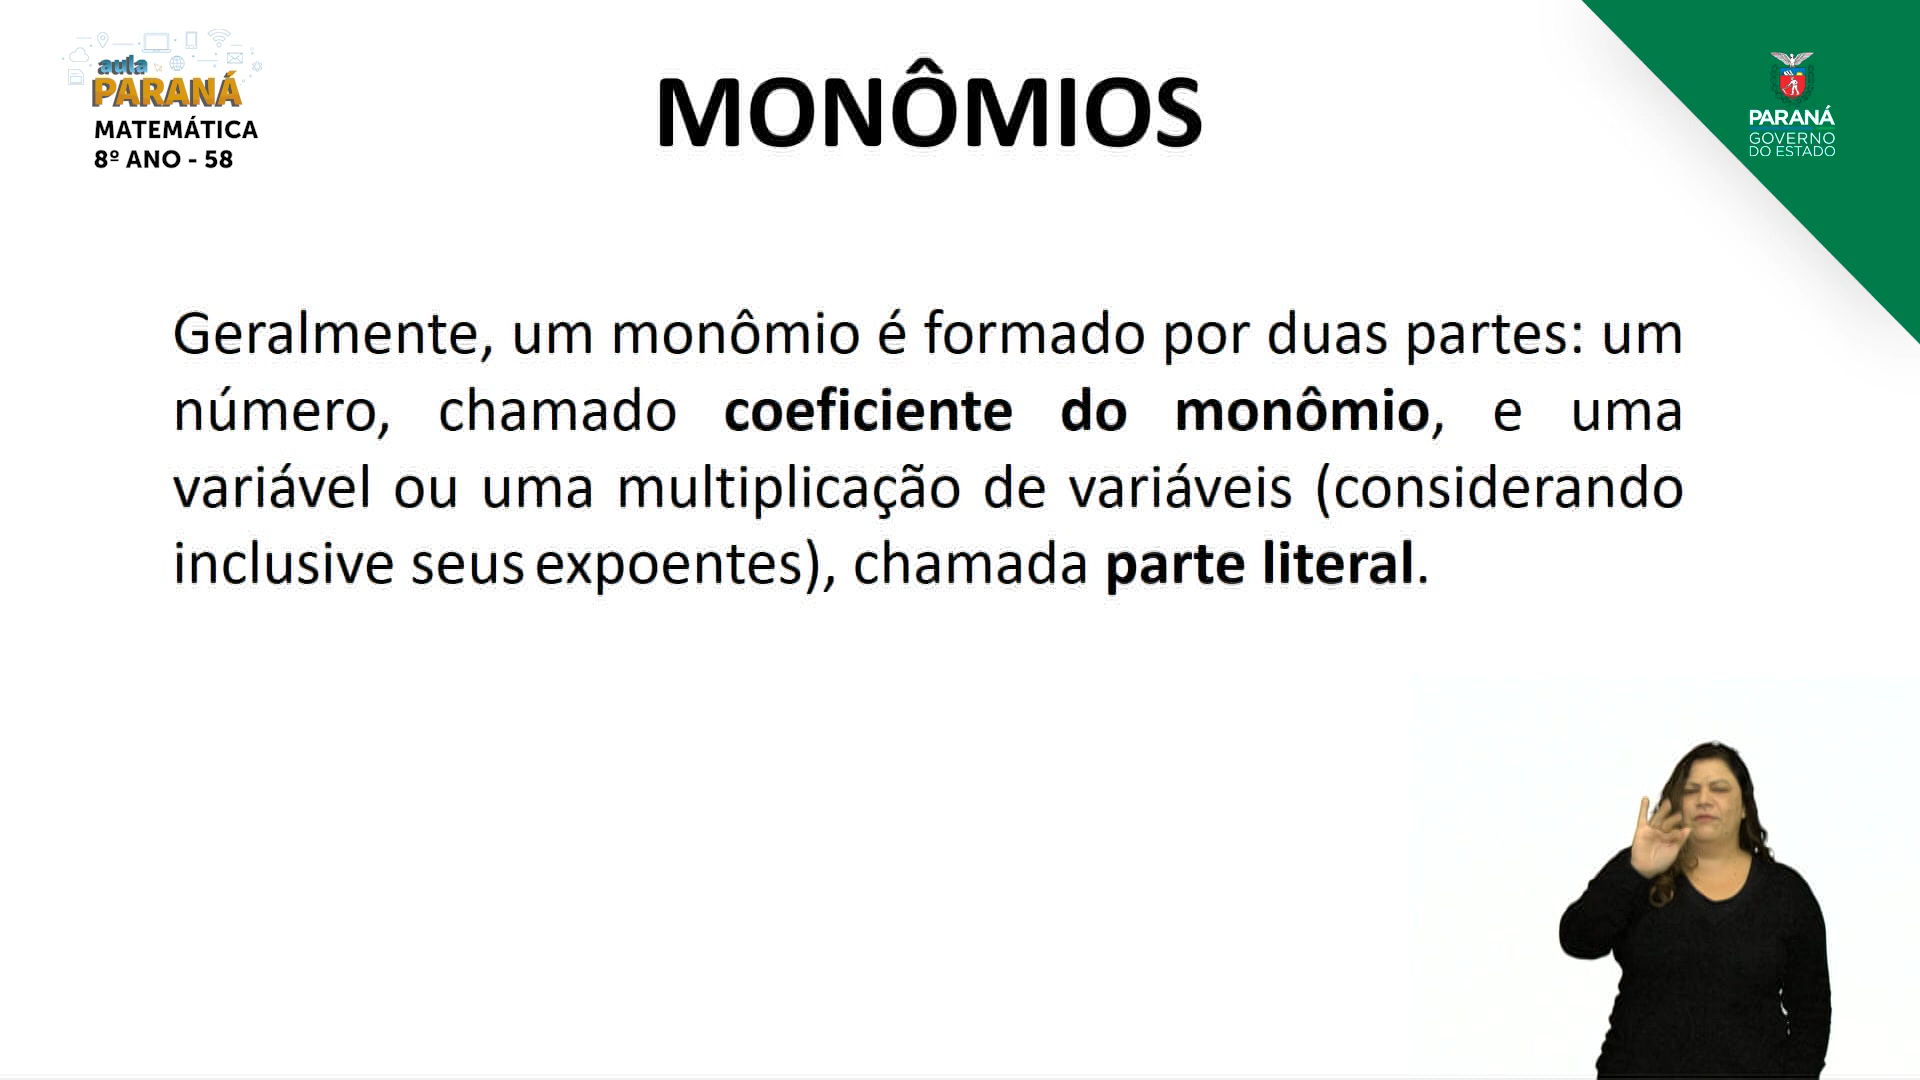 aula
PARANÁ
MATEMÁTICA
8º ANO - 58
MONÔMIOS
PARANÁ
GOVERNO
DO ESTADO
Geralmente, um monômio é formado por duas partes: um
número, chamado coeficiente do monômio, e uma
variável ou uma multiplicação de variáveis (considerando
inclusive seus expoentes), chamada parte literal.